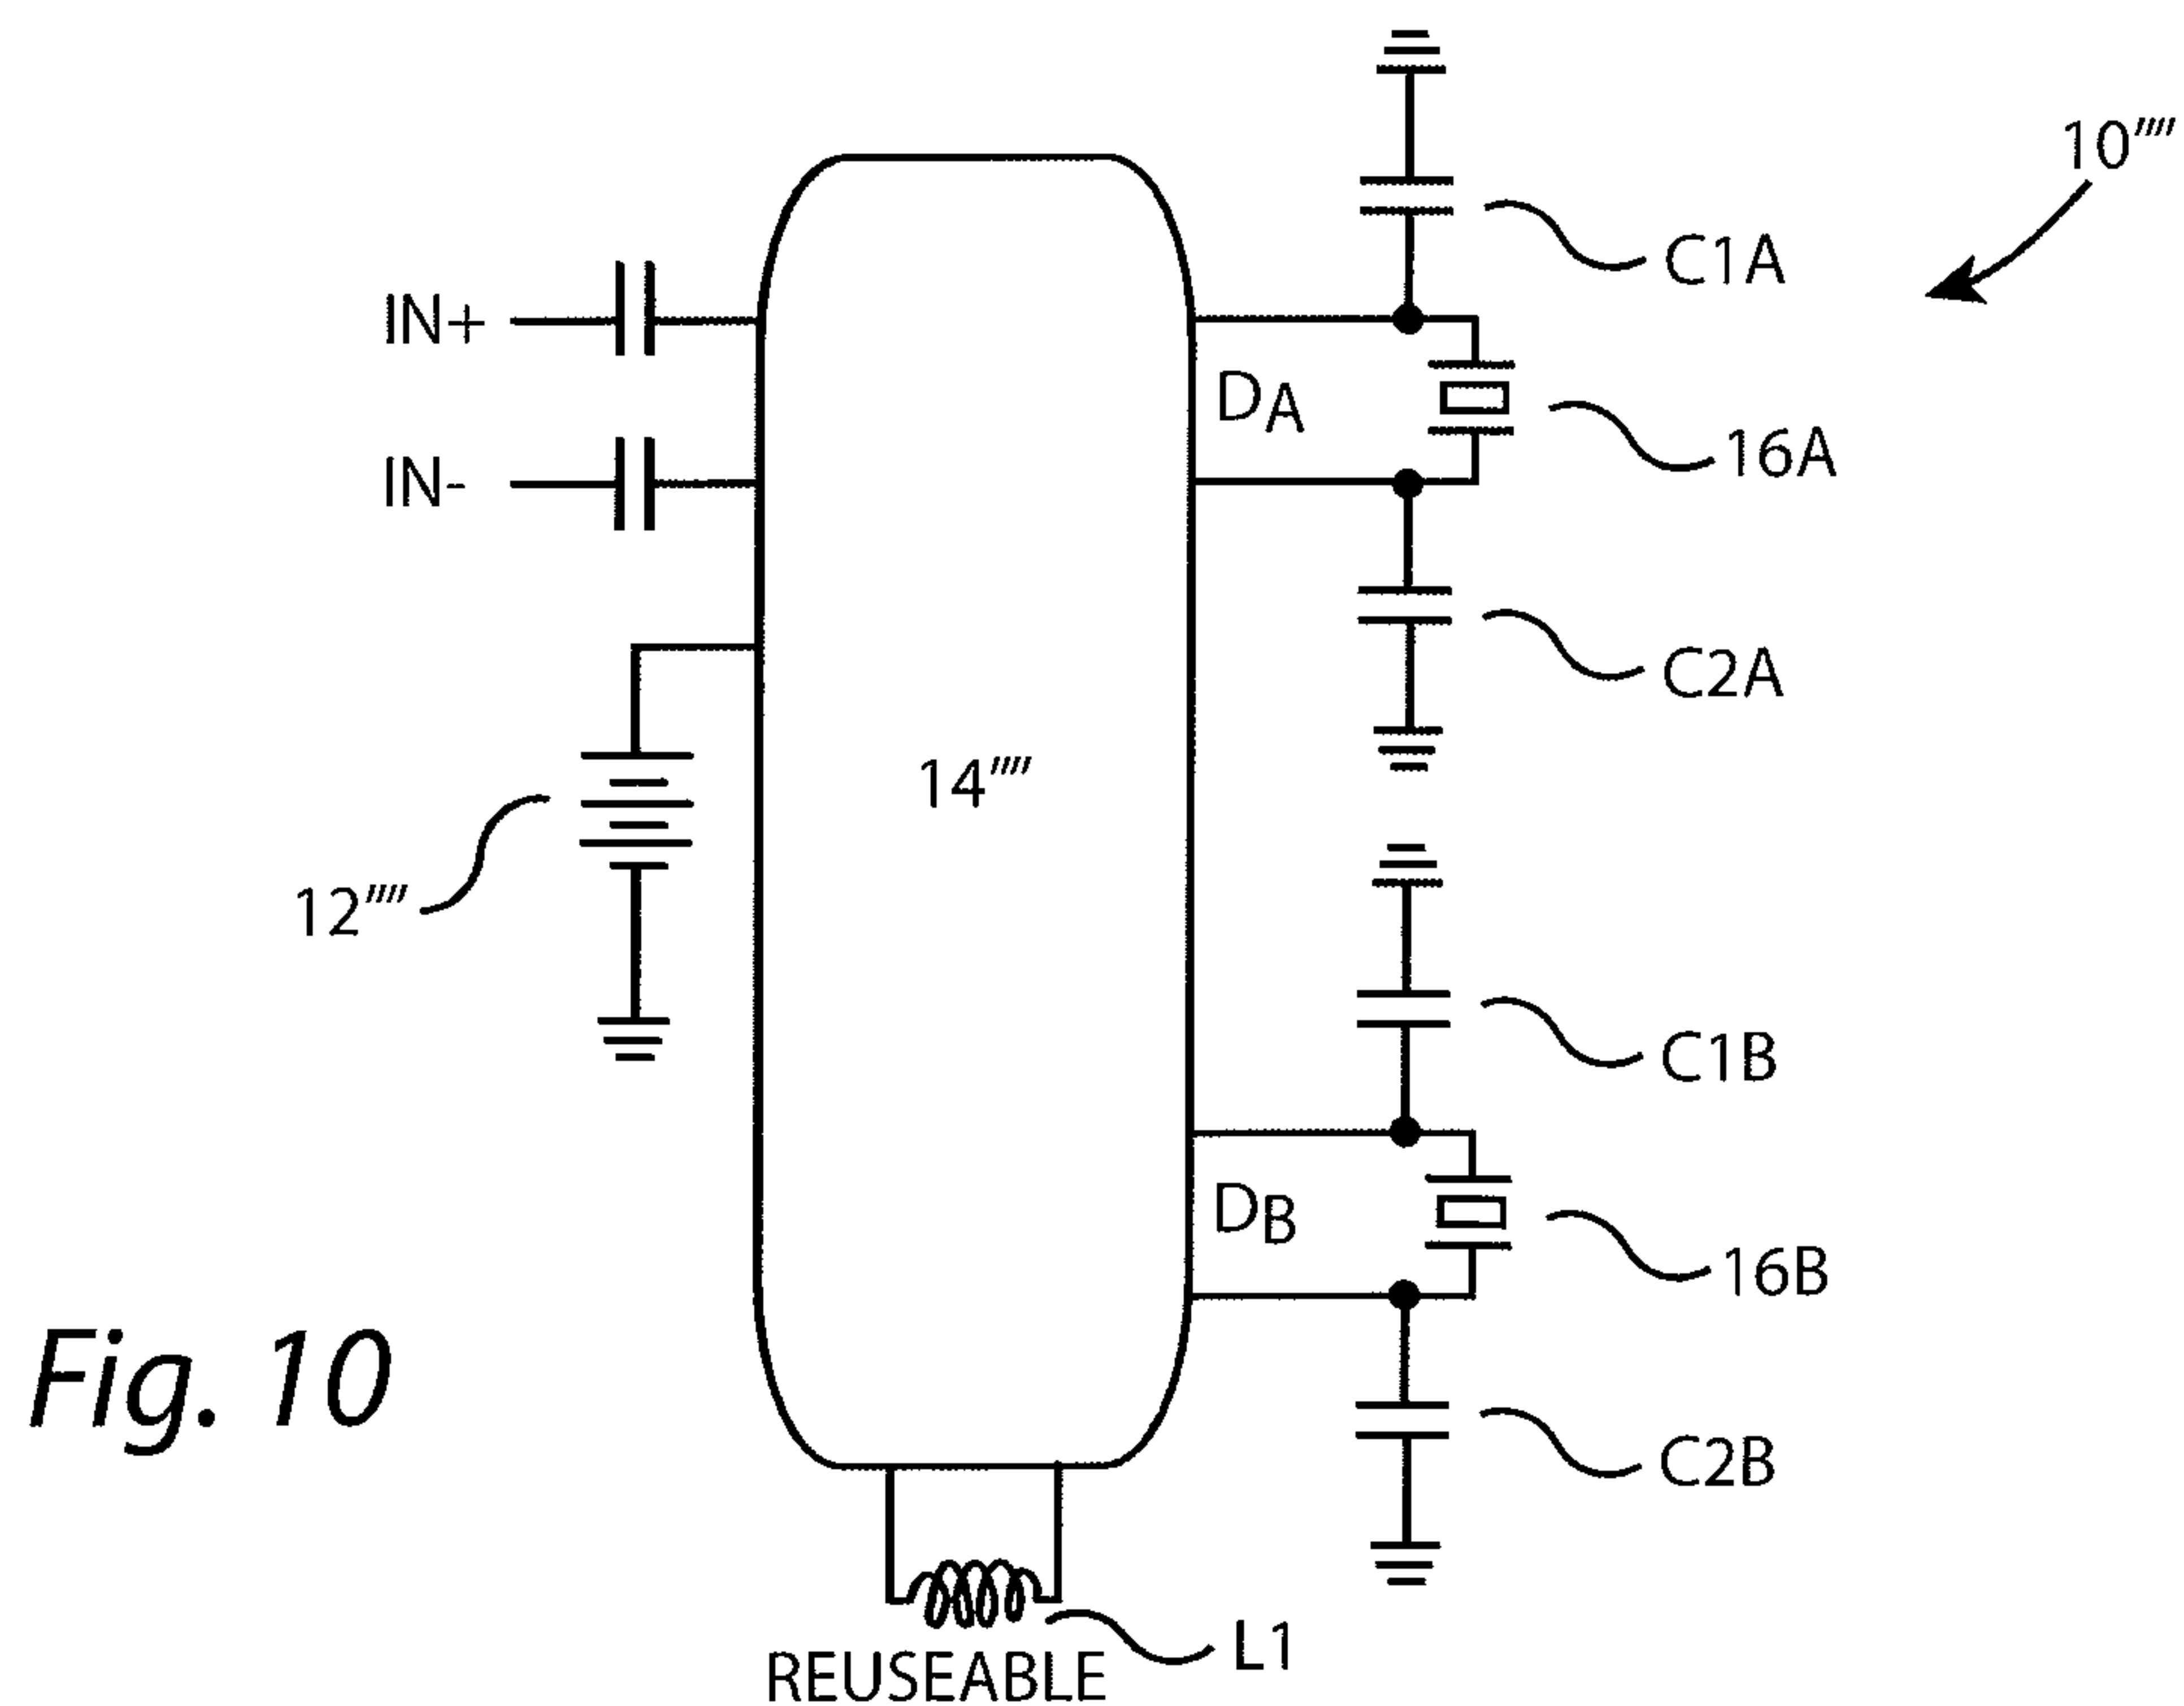 10""
C1A
IN+
DA
16A
IN-
C2A
14""
12""
C1B
DB
16B
Fig. 10
C2B
L1
REUSEABLE